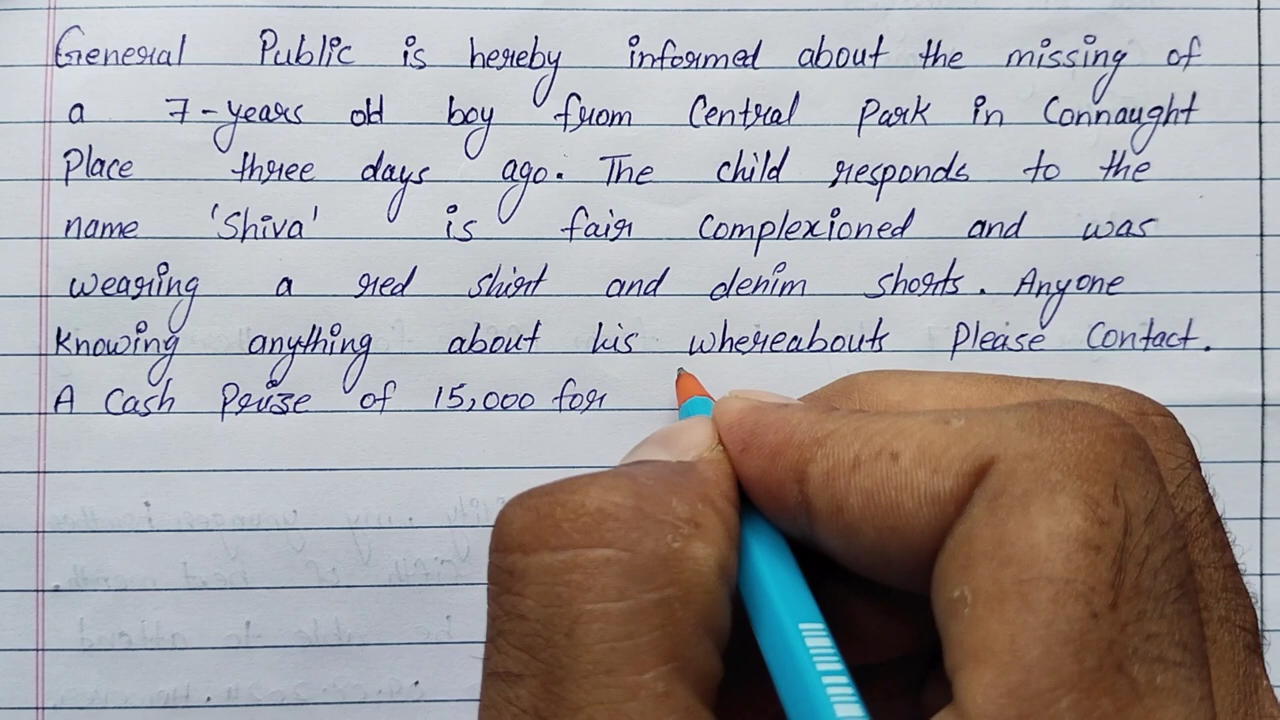 General Public is hereby informed about the missing of
a 7-years old boy from Central Park in Connaught
Place three days ago. The child responds to the
name 'Shiva' is fair complexioned and was
wearing a red shirt and denim shorts. Anyone
knowing anything about his whereabouts please contact.
A cash prize of 15,000 for